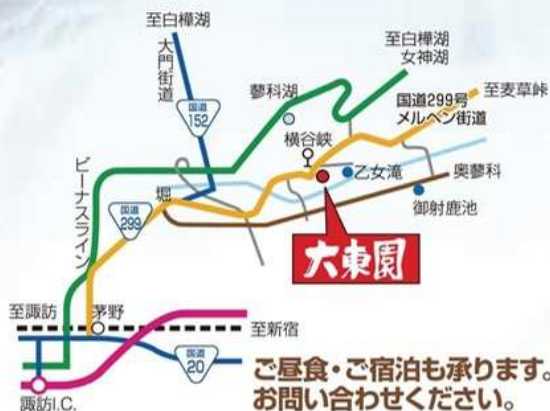 至白樺湖
大門街道
国道
152
至白樺湖
女神湖
蓼科湖
国道299号
メルヘン街道
至麦草峠
横谷峡
乙女滝
奥蓼科
御射鹿池
ビーナスライン
堀
国道
299
大東園
至諏訪
茅野
至新宿
国道
20
諏訪I.C.
ご昼食・ご宿泊も承ります。
お問い合わせください。